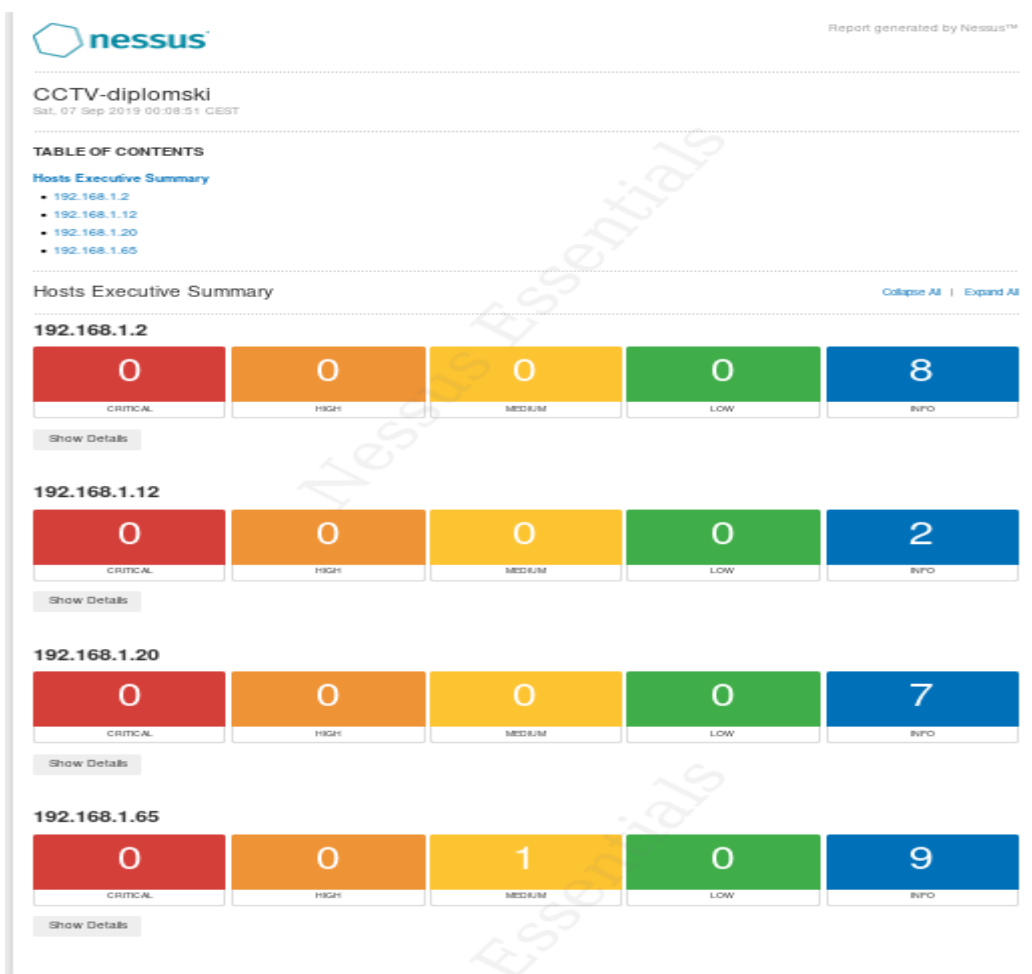 nessus
Report generated by Nessus™
CCTV-diplomski
Sat, 07 Sep 2019 00:08:51 CEST
TABLE OF CONTENTS
Hosts Executive Summary
• 192.168.1.2
• 192.168.1.12
• 192.168.1.20
• 192.168.1.65
Hosts Executive Summary
Collapse All | Expand All
192.168.1.2
0 0 0 0 8
CRITICAL HIGH MEDIUM LOW INFO
Show Details
192.168.1.12
0 0 0 0 2
CRITICAL HIGH MEDIUM LOW INFO
Show Details
192.168.1.20
0 0 0 0 7
CRITICAL HIGH MEDIUM LOW INFO
Show Details
192.168.1.65
0 0 1 0 9
CRITICAL HIGH MEDIUM LOW INFO
Show Details
Nessus Essentials
Essentials